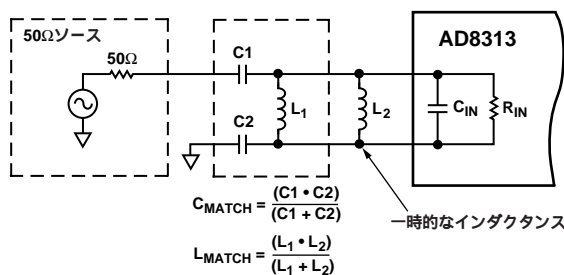 50Ωソース
AD8313
50Ω
C1
L1
L2
CIN
RIN
C2
CMATCH = (C1 • C2) / (C1 + C2)
一時的なインダクタンス
LMATCH = (L1 • L2) / (L1 + L2)